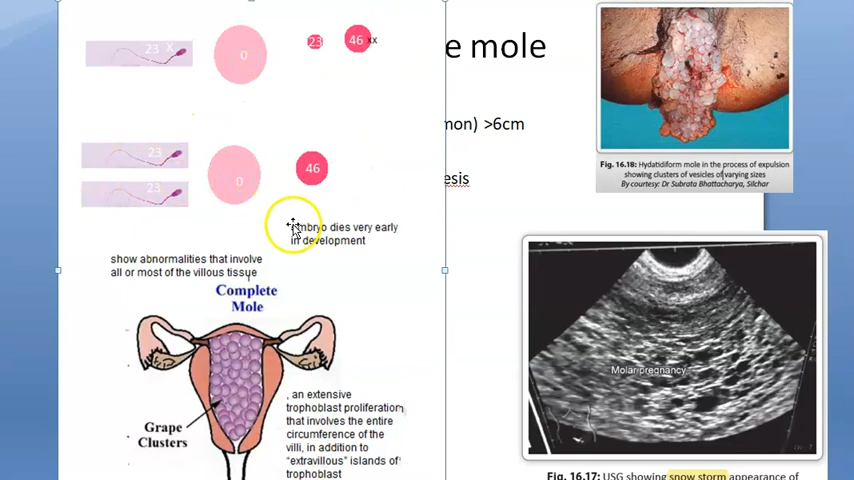 23 X
0
23
46 xx
23
23
0
46
embryo dies very early
in development
show abnormalities that involve
all or most of the villous tissue
Complete
Mole
Grape
Clusters
, an extensive
trophoblast proliferation
that involves the entire
circumference of the
villi, in addition to
“extravillous” islands of
trophoblast
e mole
mon) >6cm
esis
Fig. 16.18: Hydatidiform mole in the process of expulsion
showing clusters of vesicles of varying sizes
By courtesy: Dr Subrata Bhattacharya, Silchar
Molar pregnancy
Fig. 16.17: USG showing snow storm appearance of